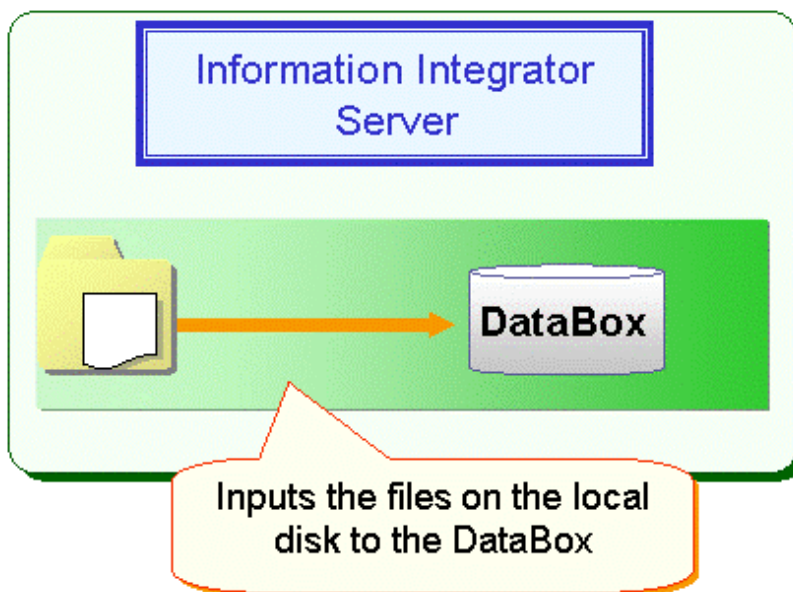 Information Integrator
Server
DataBox
Inputs the files on the local
disk to the DataBox